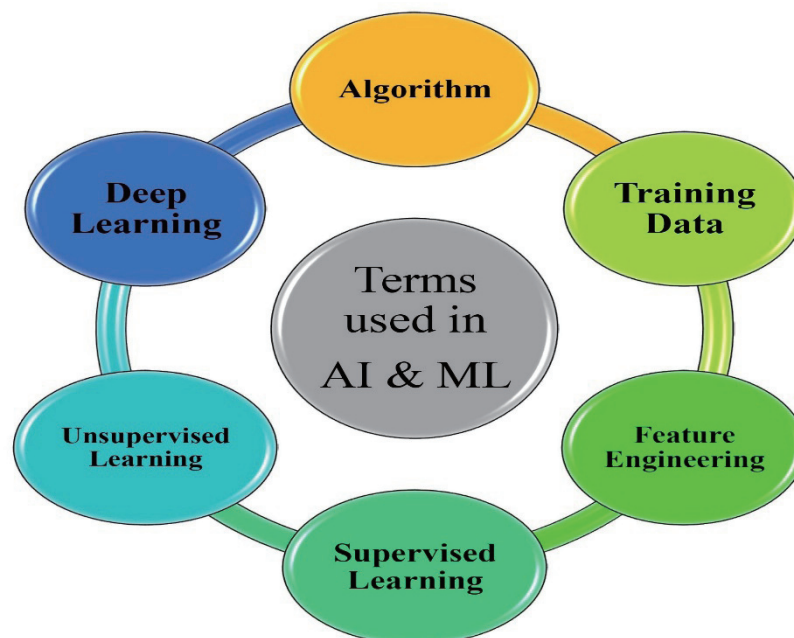 Algorithm
Training
Data
Feature
Engineering
Supervised
Learning
Unsupervised
Learning
Deep
Learning
Terms
used in
AI & ML